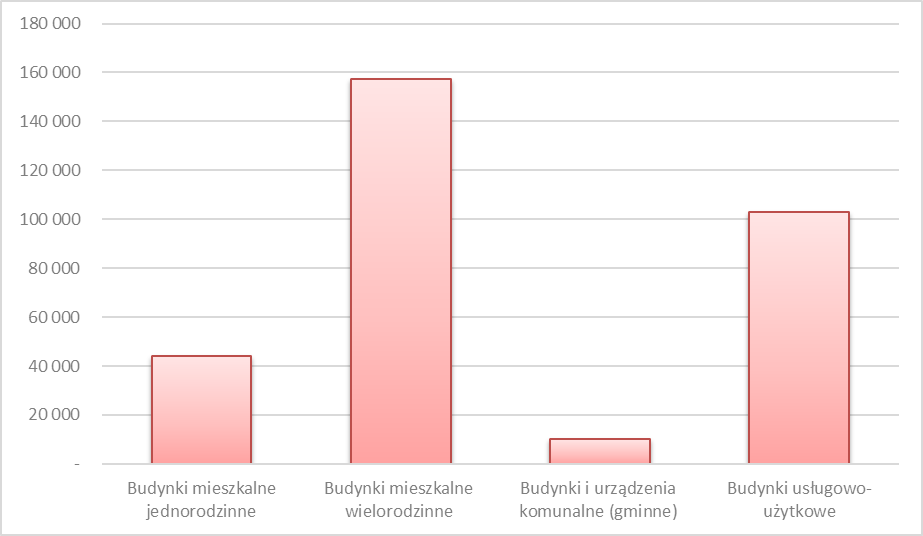 180 000
160 000
140 000
120 000
100 000
80 000
60 000
40 000
20 000
-
Budynki mieszkalne
jednorodzinne
Budynki mieszkalne
wielorodzinne
Budynki i urządzenia
komunalne (gminne)
Budynki usługowo-
użytkowe